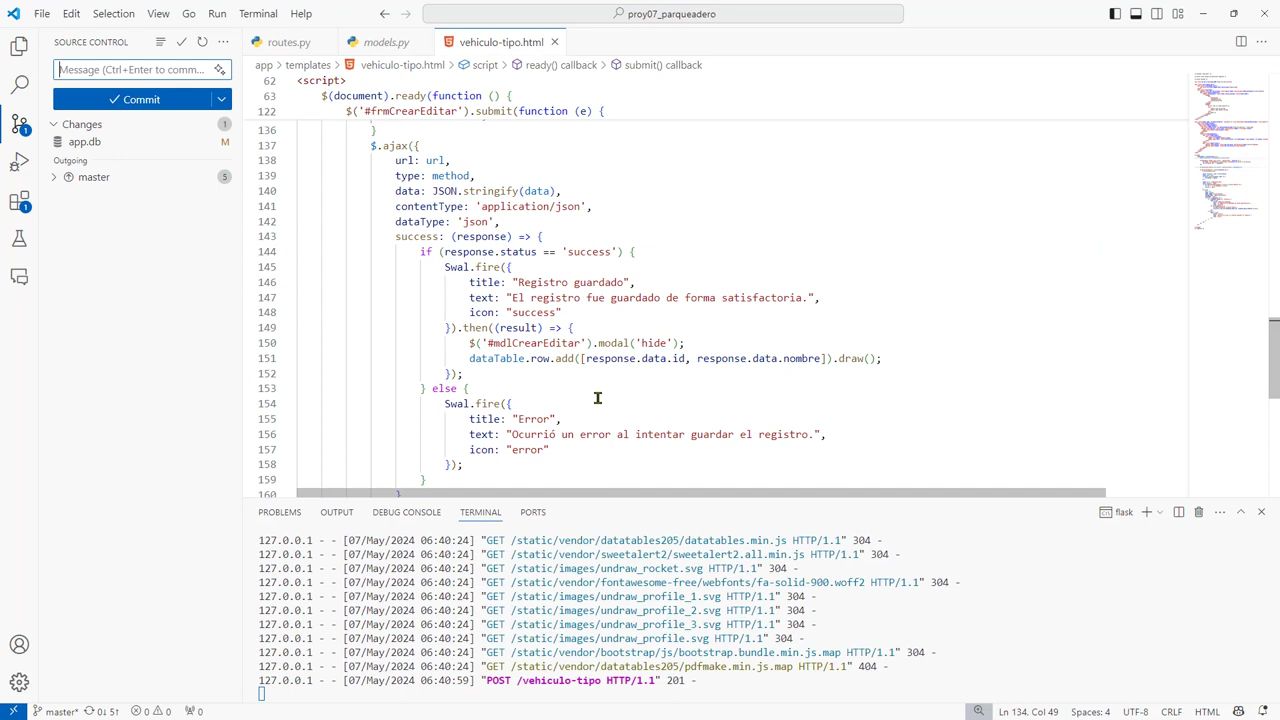 File Edit Selection View Go Run Terminal Help
proy07_parqueadero
SOURCE CONTROL
Message (Ctrl+Enter to comm...
Commit
Changes 1
app.db M
Outgoing
master 5
routes.py models.py vehiculo-tipo.html
app > templates > vehiculo-tipo.html > script > .ready() callback > submit() callback
62 <script>
63
136 }
137 $.ajax({
138 url: url,
139 type: method,
140
141
142 dataType: 'json',
143 success: (response) =>
144 if (response.status == 'success') {
145 Swal.fire({
146 title: "Registro guardado",
147 text: "El registro fue guardado de forma satisfactoria.",
148 icon: "success"
149 }).then((result) => {
150 $('#mdlCrearEditar').modal('hide');
151 dataTable.row.add([response.data.id, response.data.nombre]).draw();
152 });
153 } else {
154 Swal.fire({
155 title: "Error",
156 text: "Ocurrió un error al intentar guardar el registro.",
157 icon: "error"
158 });
159 }
160 }
PROBLEMS OUTPUT DEBUG CONSOLE TERMINAL PORTS
flask
127.0.0.1 - - [07/May/2024 06:40:24] "GET /static/vendor/datatables205/datatables.min.js HTTP/1.1" 304 -
127.0.0.1 - - [07/May/2024 06:40:24] "GET /static/vendor/sweetalert2/sweetalert2.all.min.js HTTP/1.1" 304 -
127.0.0.1 - - [07/May/2024 06:40:24] "GET /static/images/undraw_rocket.svg HTTP/1.1" 304 -
127.0.0.1 - - [07/May/2024 06:40:24] "GET /static/vendor/fontawesome-free/webfonts/fa-solid-900.woff2 HTTP/1.1" 304 -
127.0.0.1 - - [07/May/2024 06:40:24] "GET /static/images/undraw_profile_1.svg HTTP/1.1" 304 -
127.0.0.1 - - [07/May/2024 06:40:24] "GET /static/images/undraw_profile_2.svg HTTP/1.1" 304 -
127.0.0.1 - - [07/May/2024 06:40:24] "GET /static/images/undraw_profile_3.svg HTTP/1.1" 304 -
127.0.0.1 - - [07/May/2024 06:40:24] "GET /static/images/undraw_profile.svg HTTP/1.1" 304 -
127.0.0.1 - - [07/May/2024 06:40:24] "GET /static/vendor/bootstrap/js/bootstrap.bundle.min.js.map HTTP/1.1" 304 -
127.0.0.1 - - [07/May/2024 06:40:24] "GET /static/vendor/datatables205/pdfmake.min.js.map HTTP/1.1" 404 -
127.0.0.1 - - [07/May/2024 06:40:59] "POST /vehiculo-tipo HTTP/1.1" 201 -
master* 0↓ 5↑ 0 0 0 Ln 134, Col 49 Spaces: 4 UTF-8 CRLF HTML